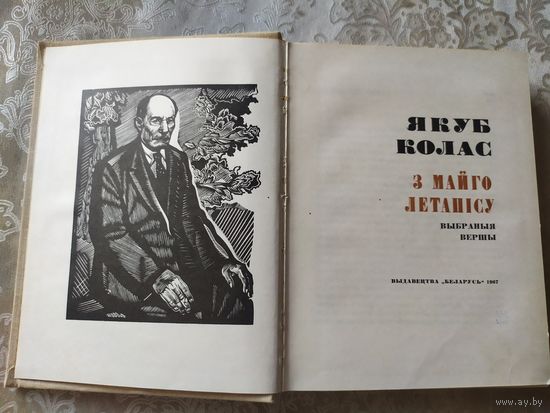 ЯКУБ
КОЛАС
З МАЙГО
ЛЕТАПІСУ
ВЫБРАНЫЯ
ВЕРШЫ
ВЫДАВЕЦТВА „БЕЛАРУСЬ“ 1967
www.ay.by